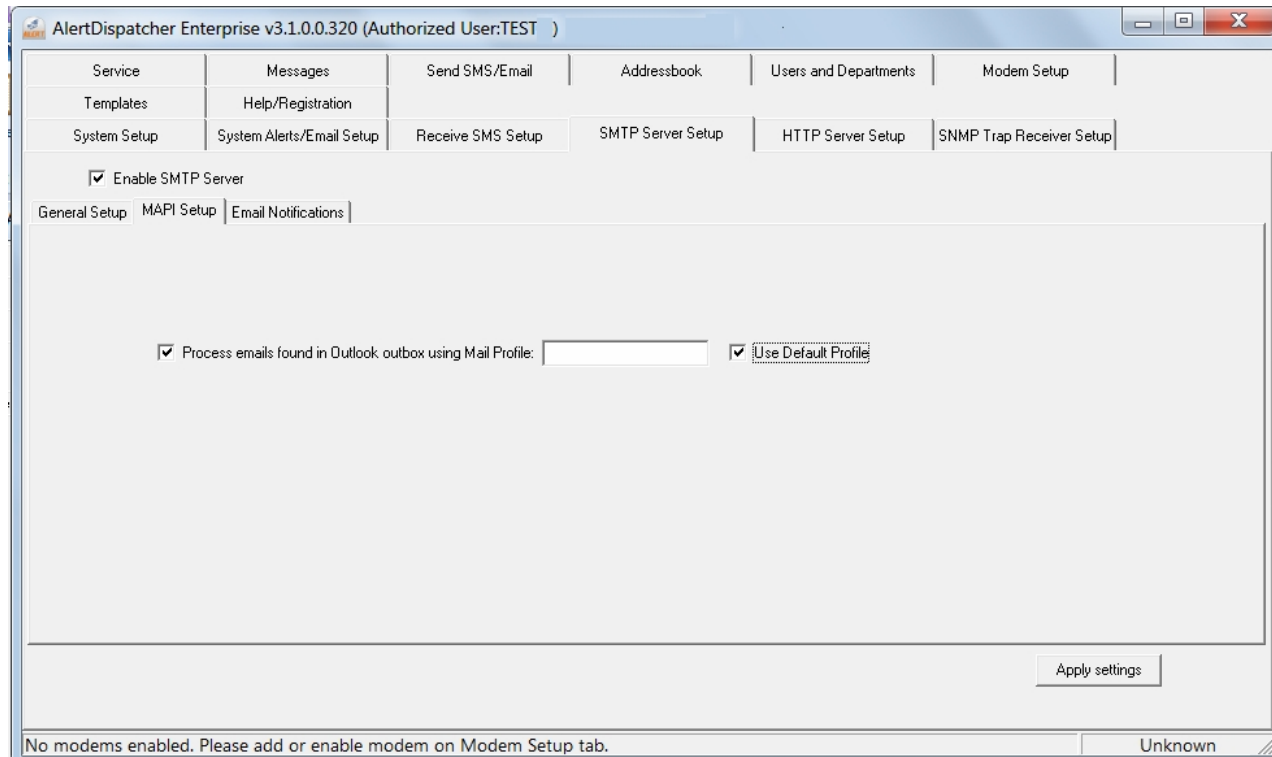 AlertDispatcher Enterprise v3.1.0.0.320 (Authorized User:TEST )
Service Messages Send SMS/Email Addressbook Users and Departments Modem Setup
Templates Help/Registration
System Setup System Alerts/Email Setup Receive SMS Setup SMTP Server Setup HTTP Server Setup SNMP Trap Receiver Setup
Enable SMTP Server
General Setup MAPI Setup Email Notifications
Process emails found in Outlook outbox using Mail Profile: Use Default Profile
Apply settings
No modems enabled. Please add or enable modem on Modem Setup tab. Unknown